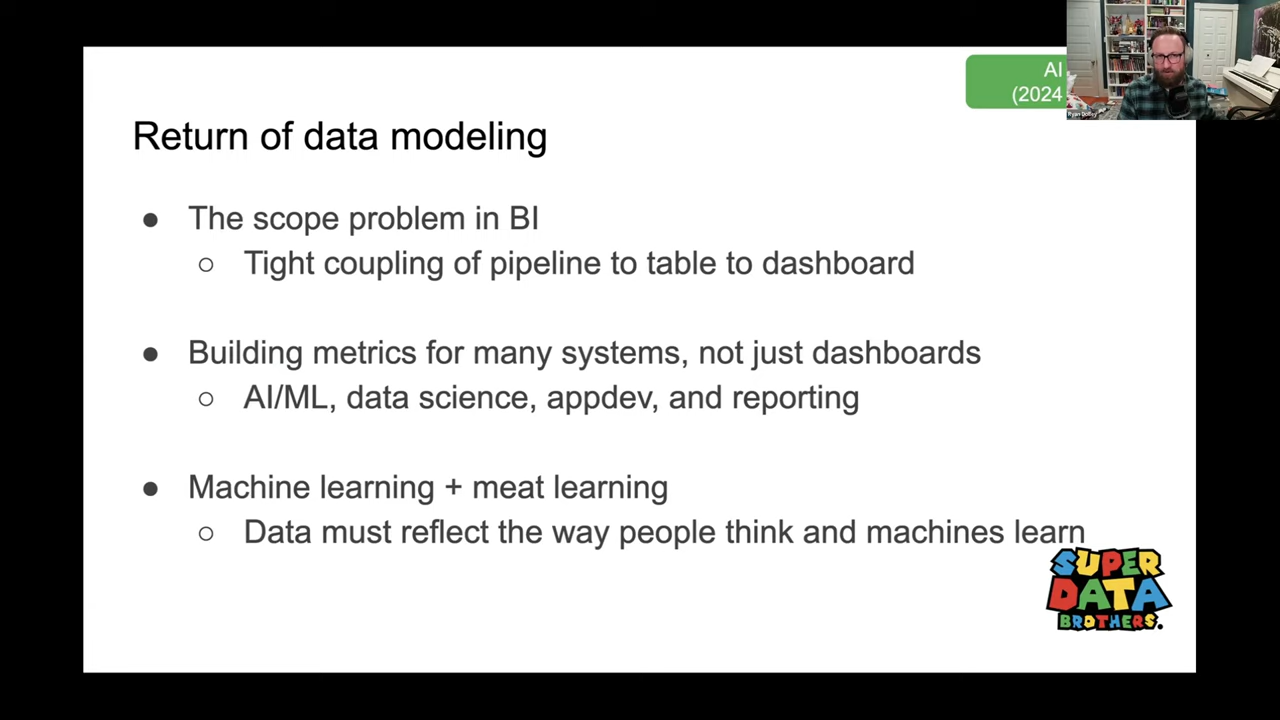 AI
(2024
Ryan Dolley
Return of data modeling
● The scope problem in BI
○ Tight coupling of pipeline to table to dashboard
● Building metrics for many systems, not just dashboards
○ AI/ML, data science, appdev, and reporting
● Machine learning + meat learning
○ Data must reflect the way people think and machines learn
SUPER
DATA
BROTHERS.